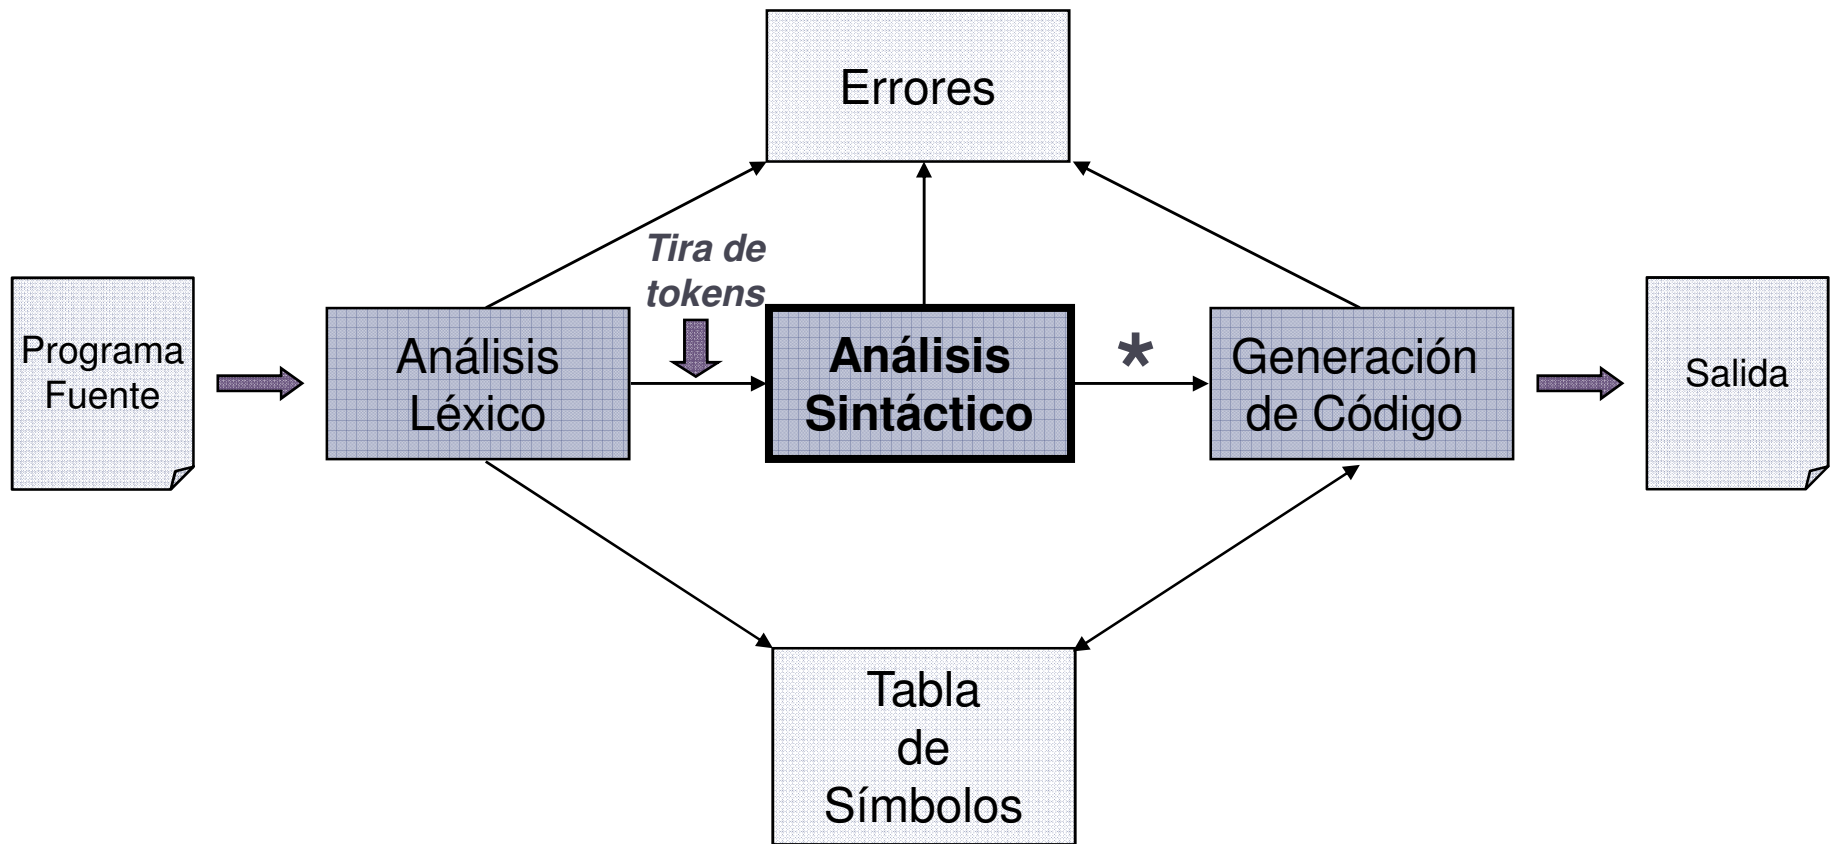 Errores
Tira de
tokens
Programa
Fuente
Análisis
Léxico
Análisis
Sintáctico
*
Generación
de Código
Salida
Tabla
de
Símbolos